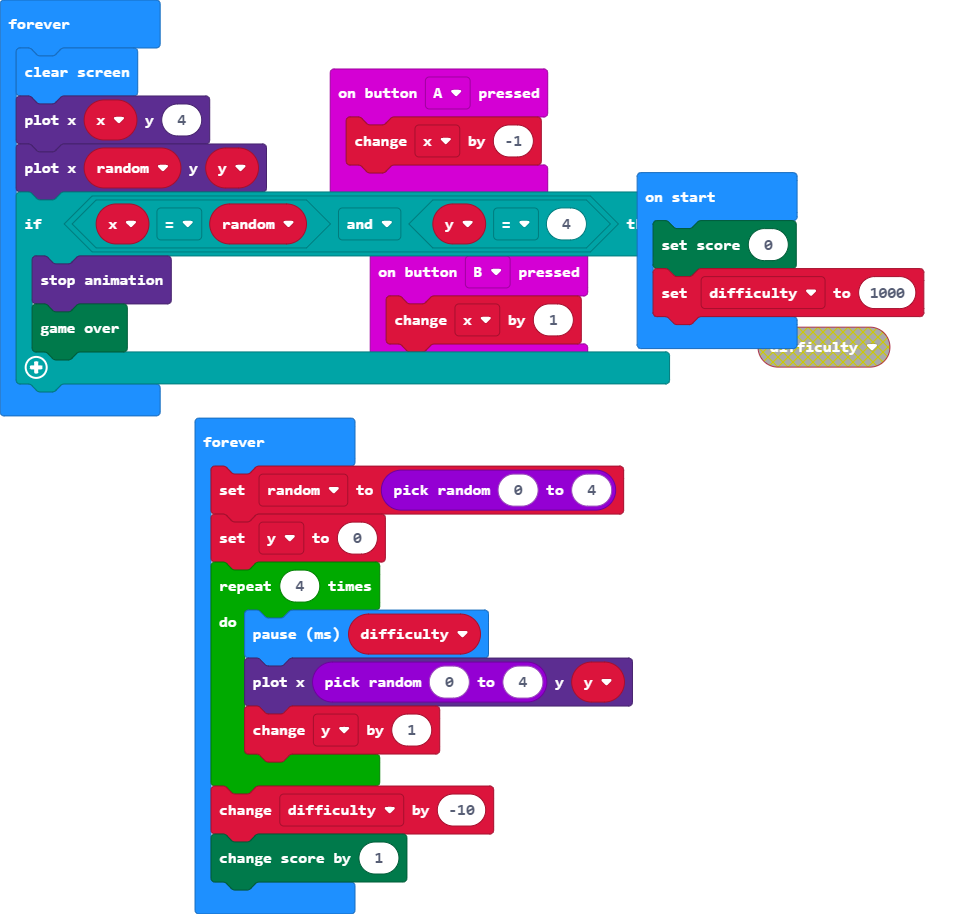 forever
clear screen
plot x x y 4
plot x random y y
if x = random and y = 4
stop animation
game over
on button A pressed
change x by -1
on button B pressed
change x by 1
on start
set score 0
set difficulty to 1000
forever
set random to pick random 0 to 4
set y to 0
repeat 4 times
do
pause (ms) difficulty
plot x pick random 0 to 4 y y
change y by 1
change difficulty by -10
change score by 1